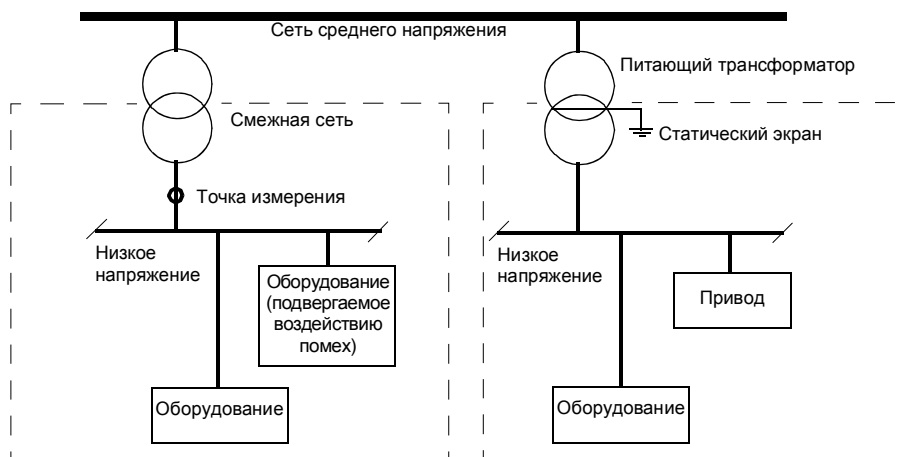 Сеть среднего напряжения
Питающий трансформатор
Смежная сеть
Статический экран
Точка измерения
Низкое
напряжение
Оборудование
(подвергаемое
воздействию
помех)
Оборудование
Низкое
напряжение
Привод
Оборудование